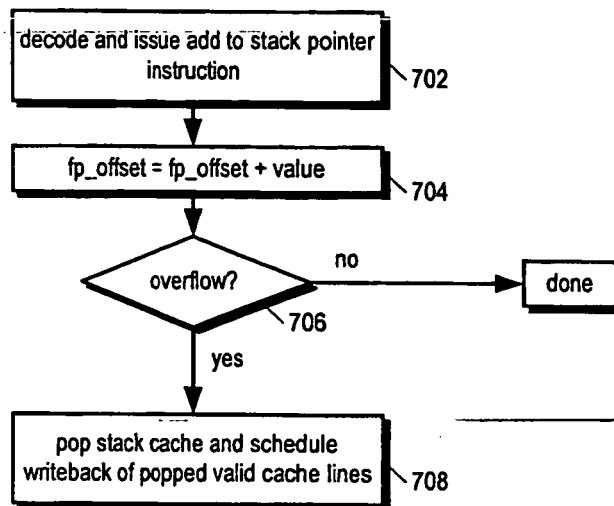 decode and issue add to stack pointer
instruction
702
fp_offset = fp_offset + value
704
overflow?
no
done
706
yes
pop stack cache and schedule
writeback of popped valid cache lines
708